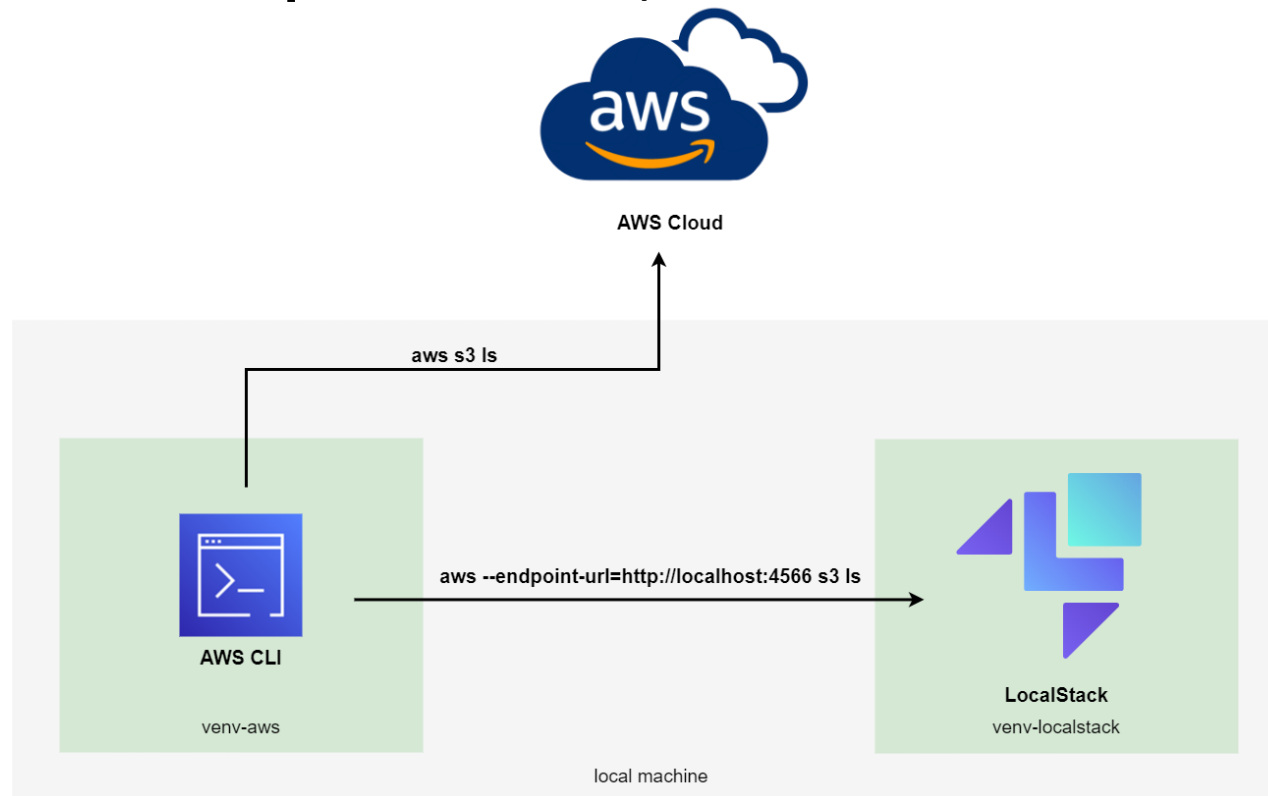 aws
AWS Cloud
aws s3 ls
aws --endpoint-url=http://localhost:4566 s3 ls
AWS CLI
venv-aws
LocalStack
venv-localstack
local machine